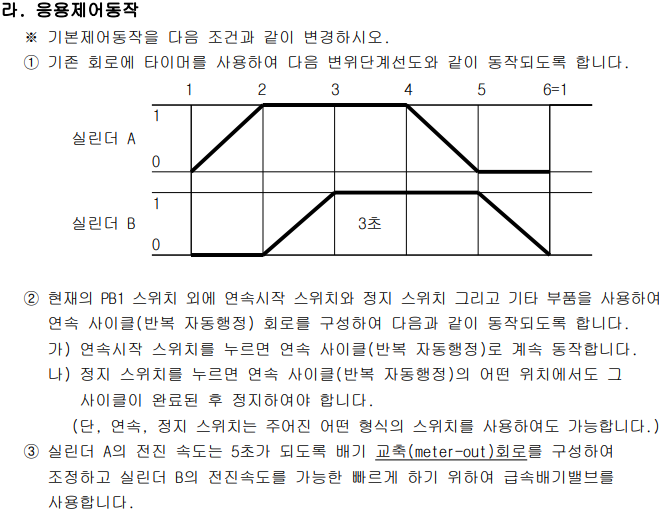 라. 응용제어동작
※ 기본제어동작을 다음 조건과 같이 변경하시오.
① 기존 회로에 타이머를 사용하여 다음 변위단계선도와 같이 동작되도록 합니다.
1 2 3 4 5 6=1
1
실린더 A
0
1
실린더 B 3초
0
② 현재의 PB1 스위치 외에 연속시작 스위치와 정지 스위치 그리고 기타 부품을 사용하여
연속 사이클(반복 자동행정) 회로를 구성하여 다음과 같이 동작되도록 합니다.
가) 연속시작 스위치를 누르면 연속 사이클(반복 자동행정)로 계속 동작합니다.
나) 정지 스위치를 누르면 연속 사이클(반복 자동행정)의 어떤 위치에서도 그
사이클이 완료된 후 정지하여야 합니다.
(단, 연속, 정지 스위치는 주어진 어떤 형식의 스위치를 사용하여도 가능합니다.)
③ 실린더 A의 전진 속도는 5초가 되도록 배기 교축(meter-out)회로를 구성하여
조정하고 실린더 B의 전진속도를 가능한 빠르게 하기 위하여 급속배기밸브를
사용합니다.